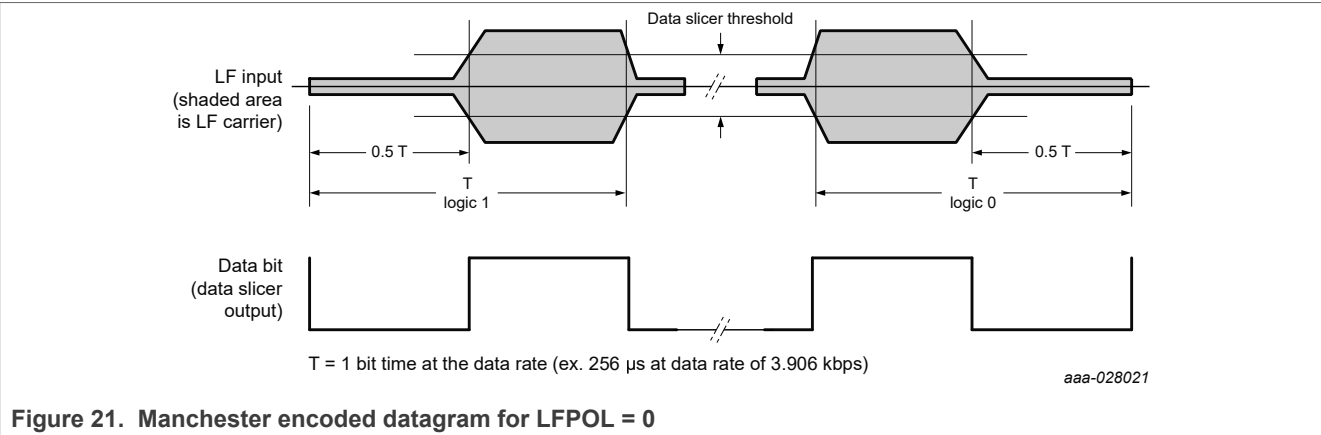 Data slicer threshold
LF input
(shaded area
is LF carrier)
0.5 T
0.5 T
T
logic 1
T
logic 0
Data bit
(data slicer
output)
T = 1 bit time at the data rate (ex. 256 μs at data rate of 3.906 kbps)
aaa-028021
Figure 21. Manchester encoded datagram for LFPOL = 0